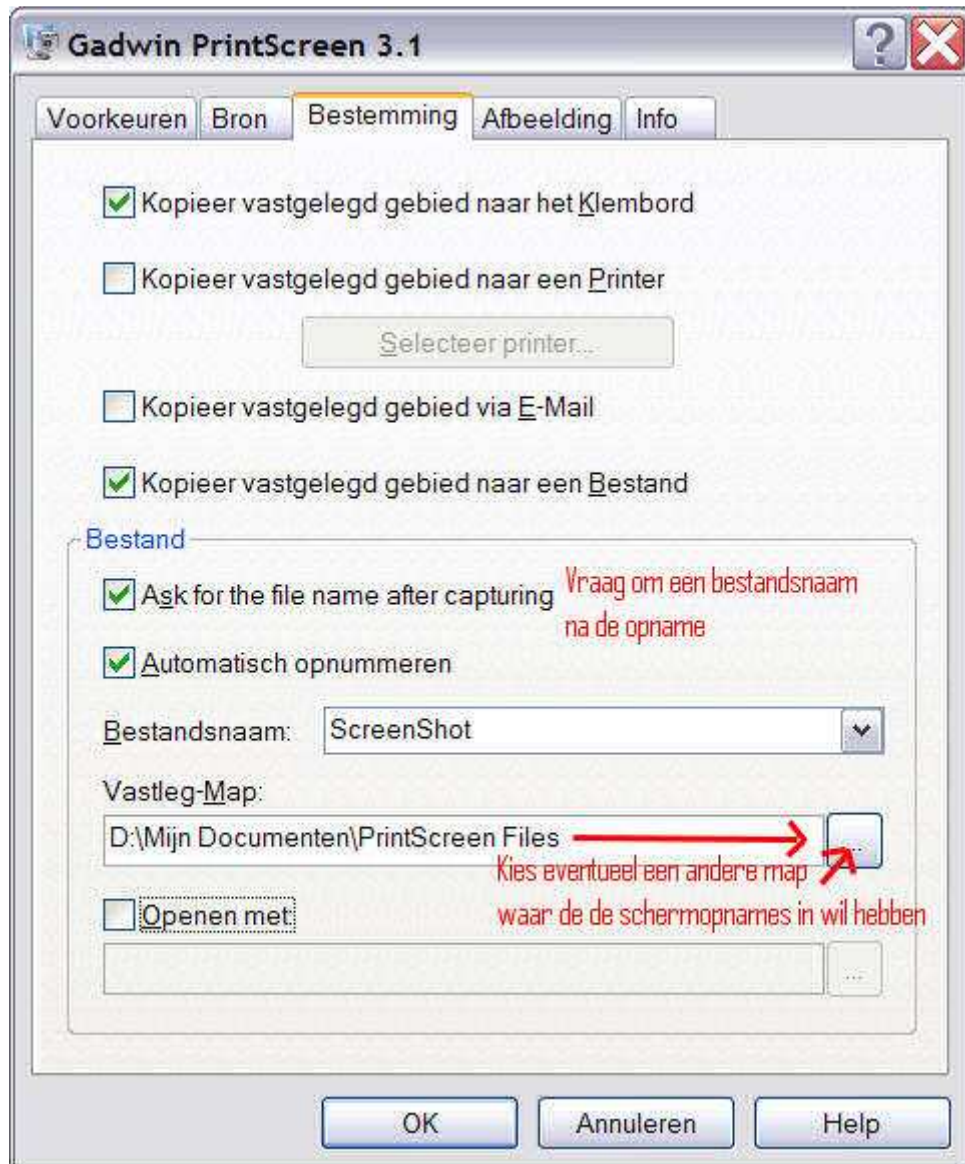 Gadwin PrintScreen 3.1
Voorkeuren Bron Bestemming Afbeelding Info
Kopieer vastgelegd gebied naar het Klembord
Kopieer vastgelegd gebied naar een Printer
Selecteer printer...
Kopieer vastgelegd gebied via E-Mail
Kopieer vastgelegd gebied naar een Bestand
Bestand
Ask for the file name after capturing
Vraag om een bestandsnaam
na de opname
Automatisch opnummeren
Bestandsnaam: ScreenShot
Vastleg-Map:
D:\Mijn Documenten\PrintScreen Files ...
Kies eventueel een andere map
waar de de schermopnames in wil hebben
Openen met:
...
OK Annuleren Help